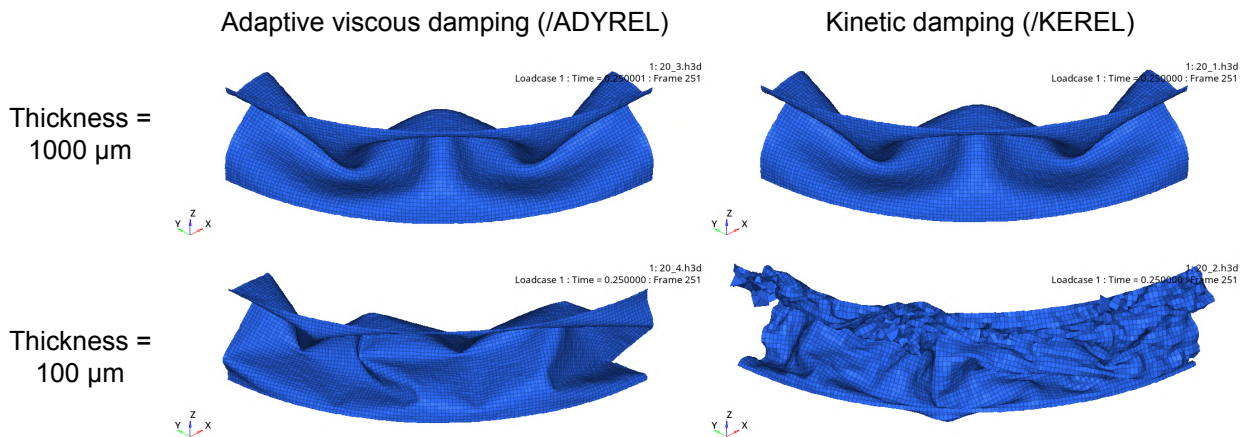 Adaptive viscous damping (/ADYREL)
Kinetic damping (/KEREL)
1: 20_3.h3d
Loadcase 1 : Time = 0.250001 : Frame 251
1: 20_1.h3d
Loadcase 1 : Time = 0.250000 : Frame 251
Thickness =
1000 µm
Z
Y
X
Z
Y
X
1: 20_4.h3d
Loadcase 1 : Time = 0.250000 : Frame 251
1: 20_2.h3d
Loadcase 1 : Time = 0.250000 : Frame 251
Thickness =
100 µm
Z
Y
X
Z
Y
X